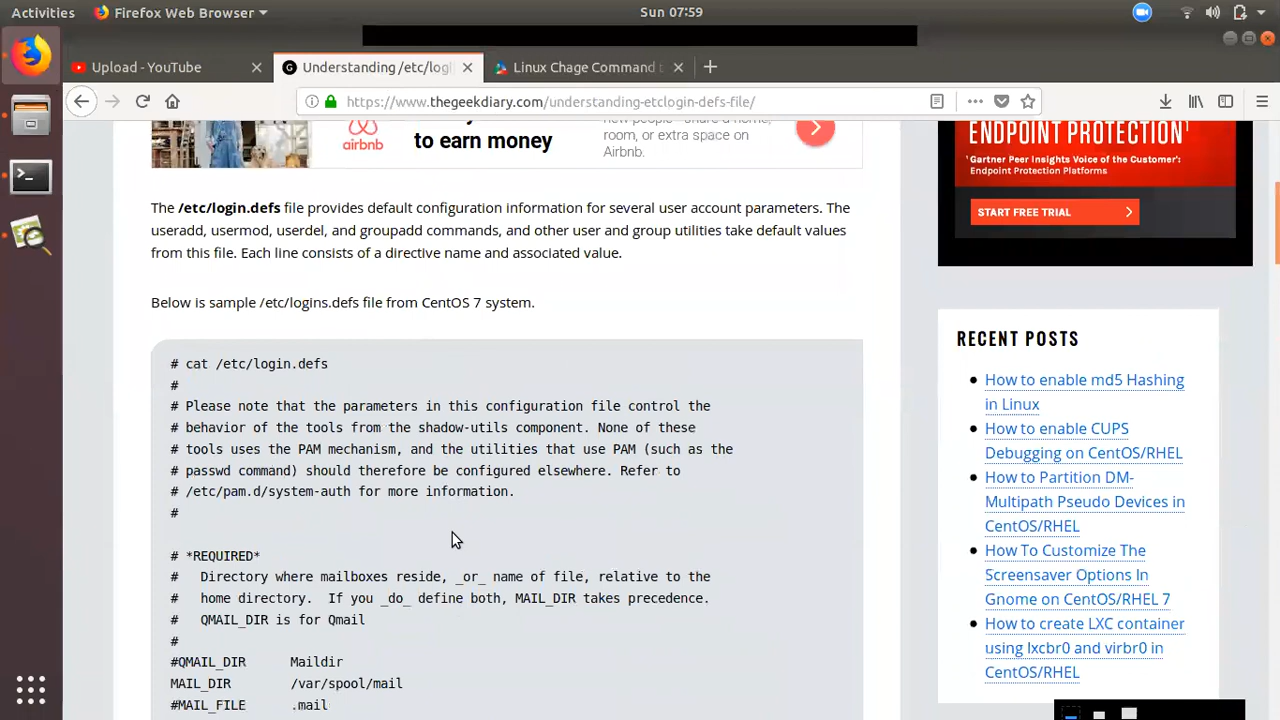 Activities
Firefox Web Browser
Sun 07:59
Upload - YouTube
Understanding /etc/logi
Linux Chage Command t
https://www.thegeekdiary.com/understanding-etclogin-defs-file/
airbnb
to earn money
room, or extra space on
Airbnb.
ENDPOINT PROTECTION¹
¹Gartner Peer Insights Voice of the Customer':
Endpoint Protection Platforms
START FREE TRIAL
The /etc/login.defs file provides default configuration information for several user account parameters. The
useradd, usermod, userdel, and groupadd commands, and other user and group utilities take default values
from this file. Each line consists of a directive name and associated value.
Below is sample /etc/logins.defs file from CentOS 7 system.
# cat /etc/login.defs
#
# Please note that the parameters in this configuration file control the
# behavior of the tools from the shadow-utils component. None of these
# tools uses the PAM mechanism, and the utilities that use PAM (such as the
# passwd command) should therefore be configured elsewhere. Refer to
# /etc/pam.d/system-auth for more information.
#
# *REQUIRED*
#   Directory where mailboxes reside, _or_ name of file, relative to the
#   home directory.  If you _do_ define both, MAIL_DIR takes precedence.
#   QMAIL_DIR is for Qmail
#
#QMAIL_DIR      Maildir
MAIL_DIR        /var/spool/mail
#MAIL_FILE      .mail
RECENT POSTS
How to enable md5 Hashing
in Linux
How to enable CUPS
Debugging on CentOS/RHEL
How to Partition DM-
Multipath Pseudo Devices in
CentOS/RHEL
How To Customize The
Screensaver Options In
Gnome on CentOS/RHEL 7
How to create LXC container
using lxcbr0 and virbr0 in
CentOS/RHEL